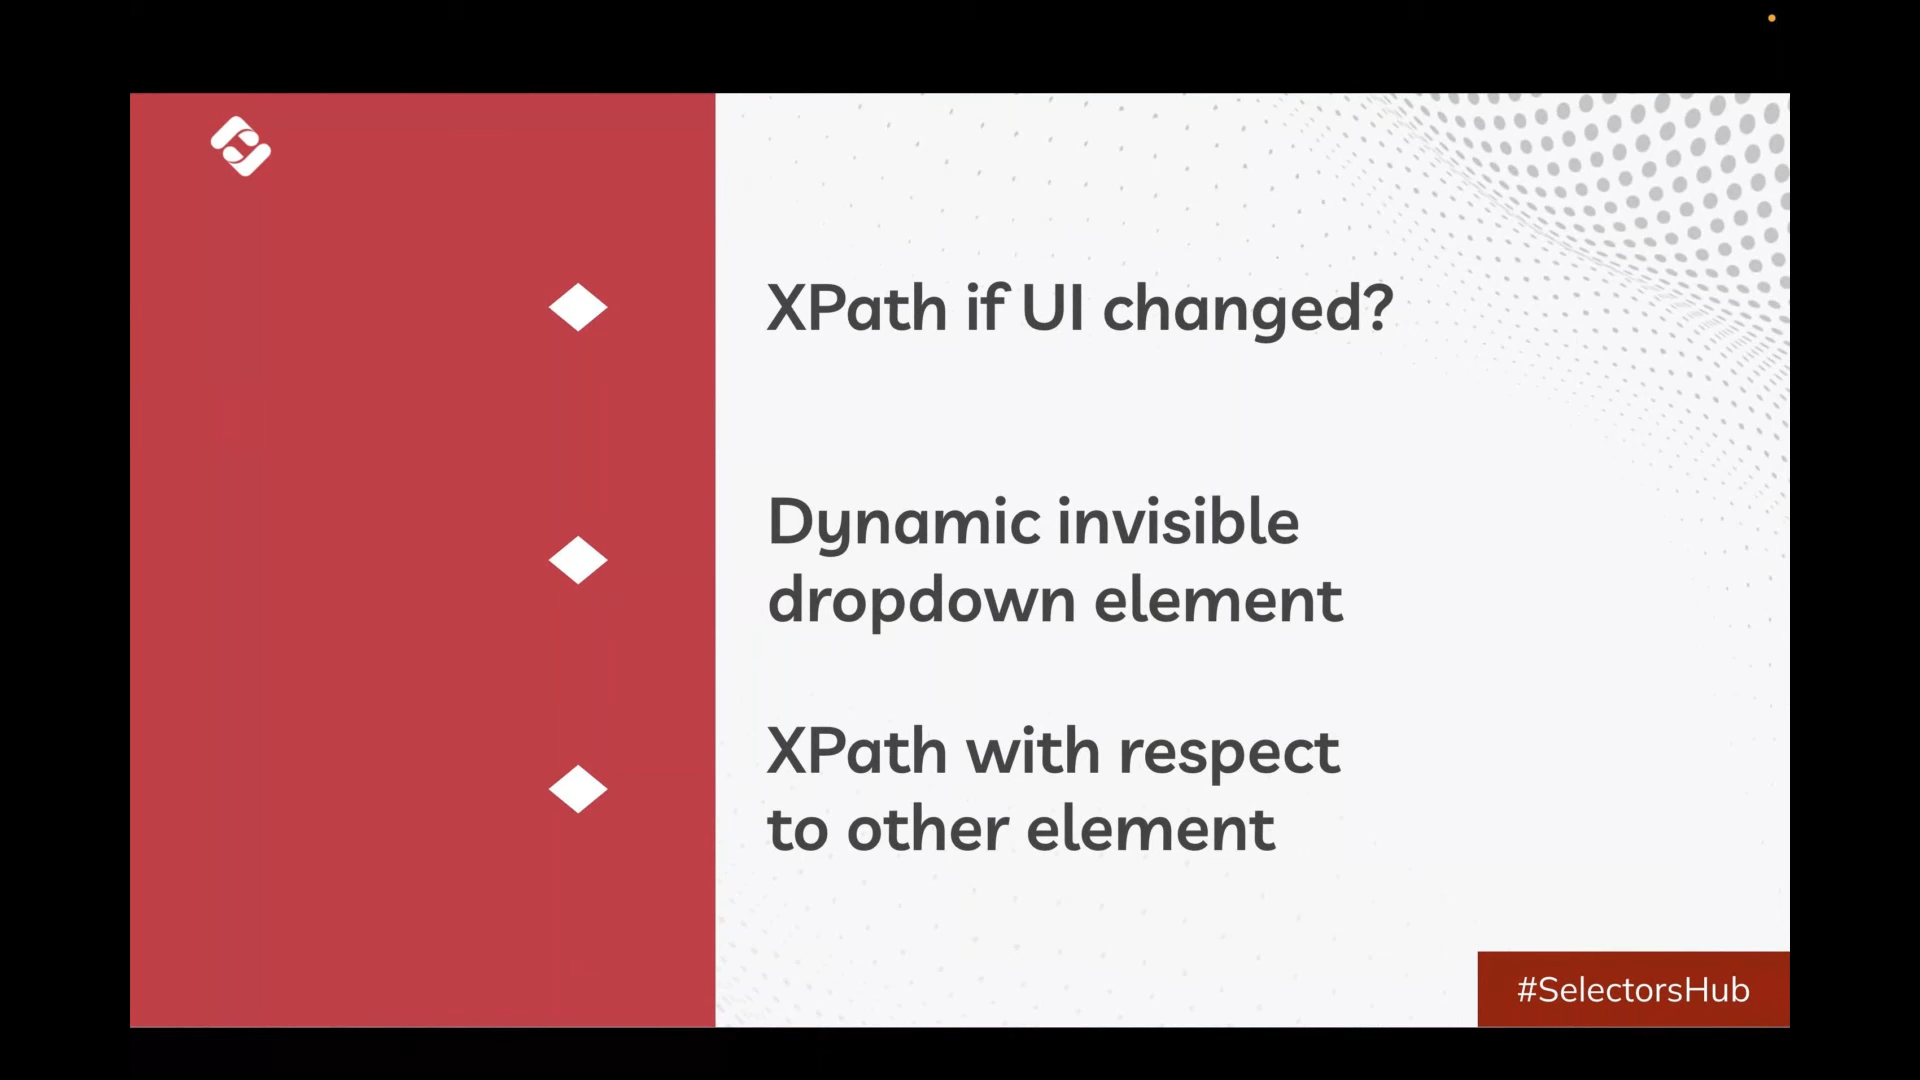 XPath if UI changed?
Dynamic invisible
dropdown element
XPath with respect
to other element
#SelectorsHub